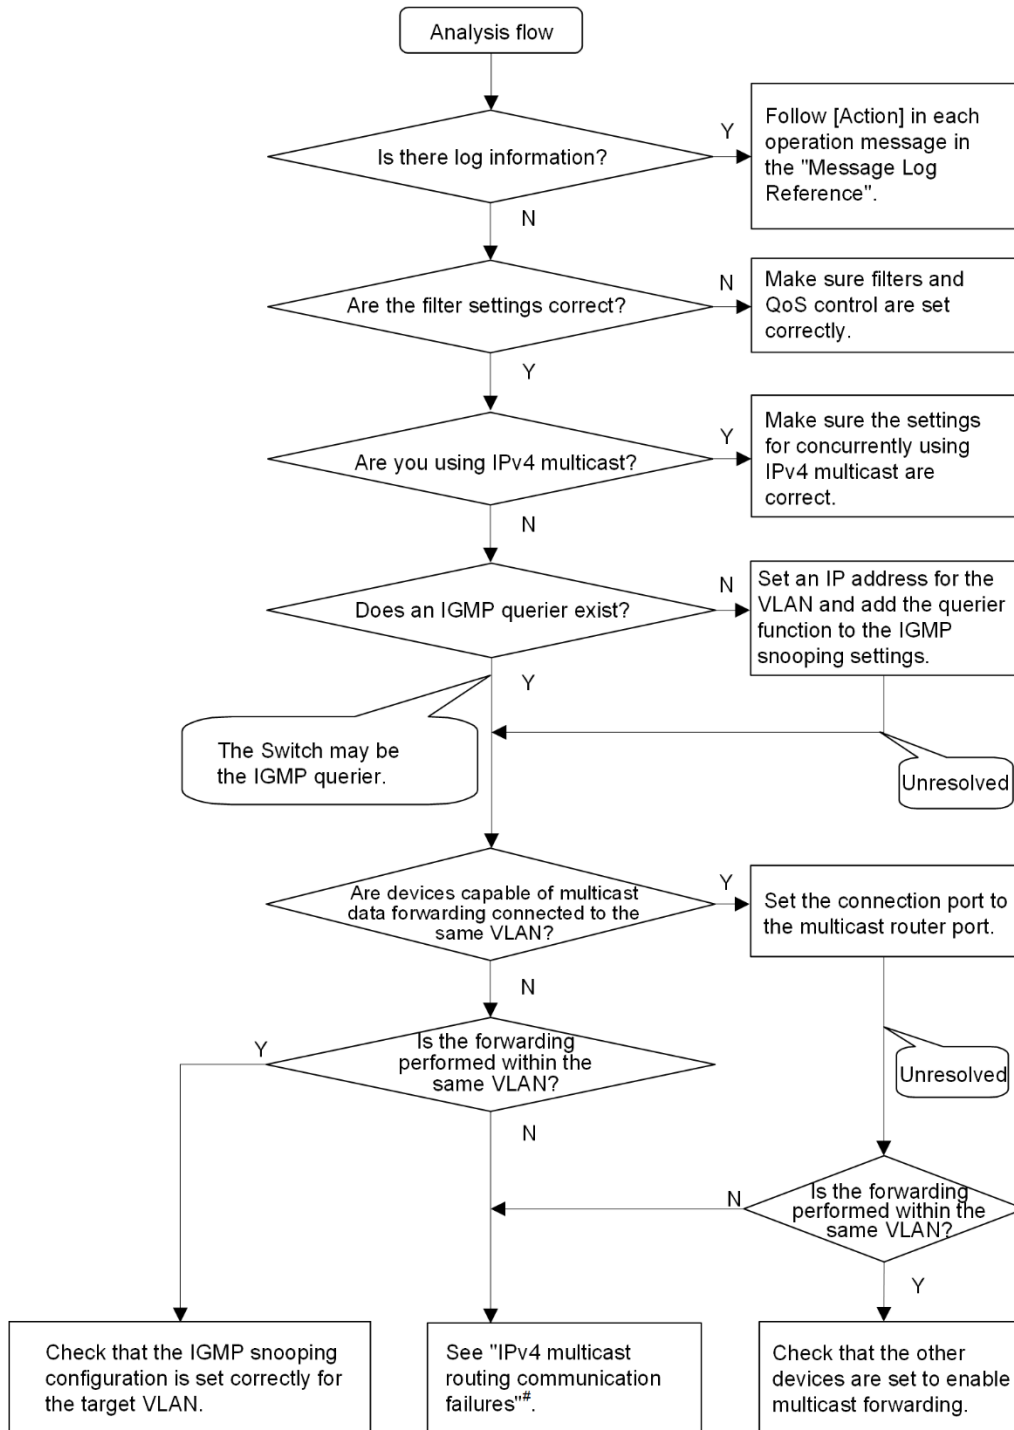 Analysis flow
Is there log information?
Y
Follow [Action] in each
operation message in
the "Message Log
Reference".
N
Are the filter settings correct?
N
Make sure filters and
QoS control are set
correctly.
Y
Are you using IPv4 multicast?
Y
Make sure the settings
for concurrently using
IPv4 multicast are
correct.
N
Does an IGMP querier exist?
N
Set an IP address for the
VLAN and add the querier
function to the IGMP
snooping settings.
Y
The Switch may be
the IGMP querier.
Unresolved
Are devices capable of multicast
data forwarding connected to the
same VLAN?
Y
Set the connection port to
the multicast router port.
N
Is the forwarding
performed within the
same VLAN?
Y
Unresolved
N
Is the forwarding
performed within the
same VLAN?
N
Y
Check that the IGMP snooping
configuration is set correctly for
the target VLAN.
See "IPv4 multicast
routing communication
failures"#.
Check that the other
devices are set to enable
multicast forwarding.